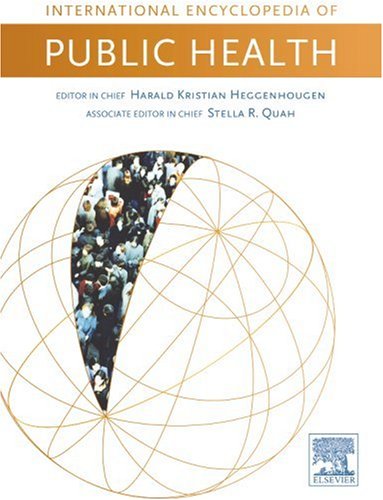 INTERNATIONAL ENCYCLOPEDIA OF
PUBLIC HEALTH
EDITOR IN CHIEF HARALD KRISTIAN HEGGENHOUGEN
ASSOCIATE EDITOR IN CHIEF STELLA R. QUAH
ELSEVIER